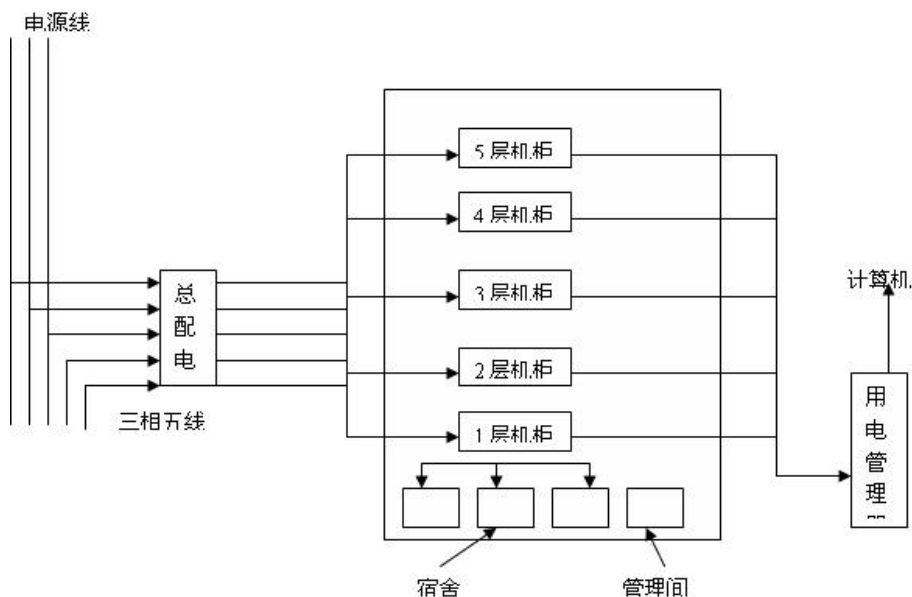 电源线
5层机柜
4层机柜
总配电
3层机柜
计算机
2层机柜
三相五线
1层机柜
用电管理
宿舍
管理间